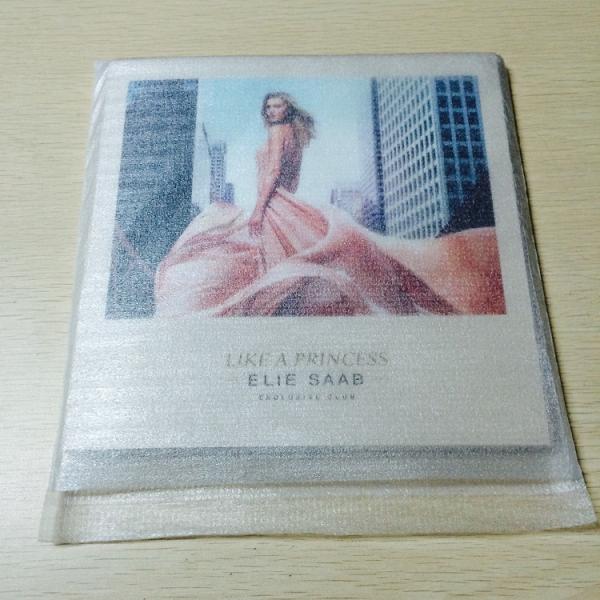 LIKE A PRINCESS
ELIE SAAB
EXCLUSIVE CLUB